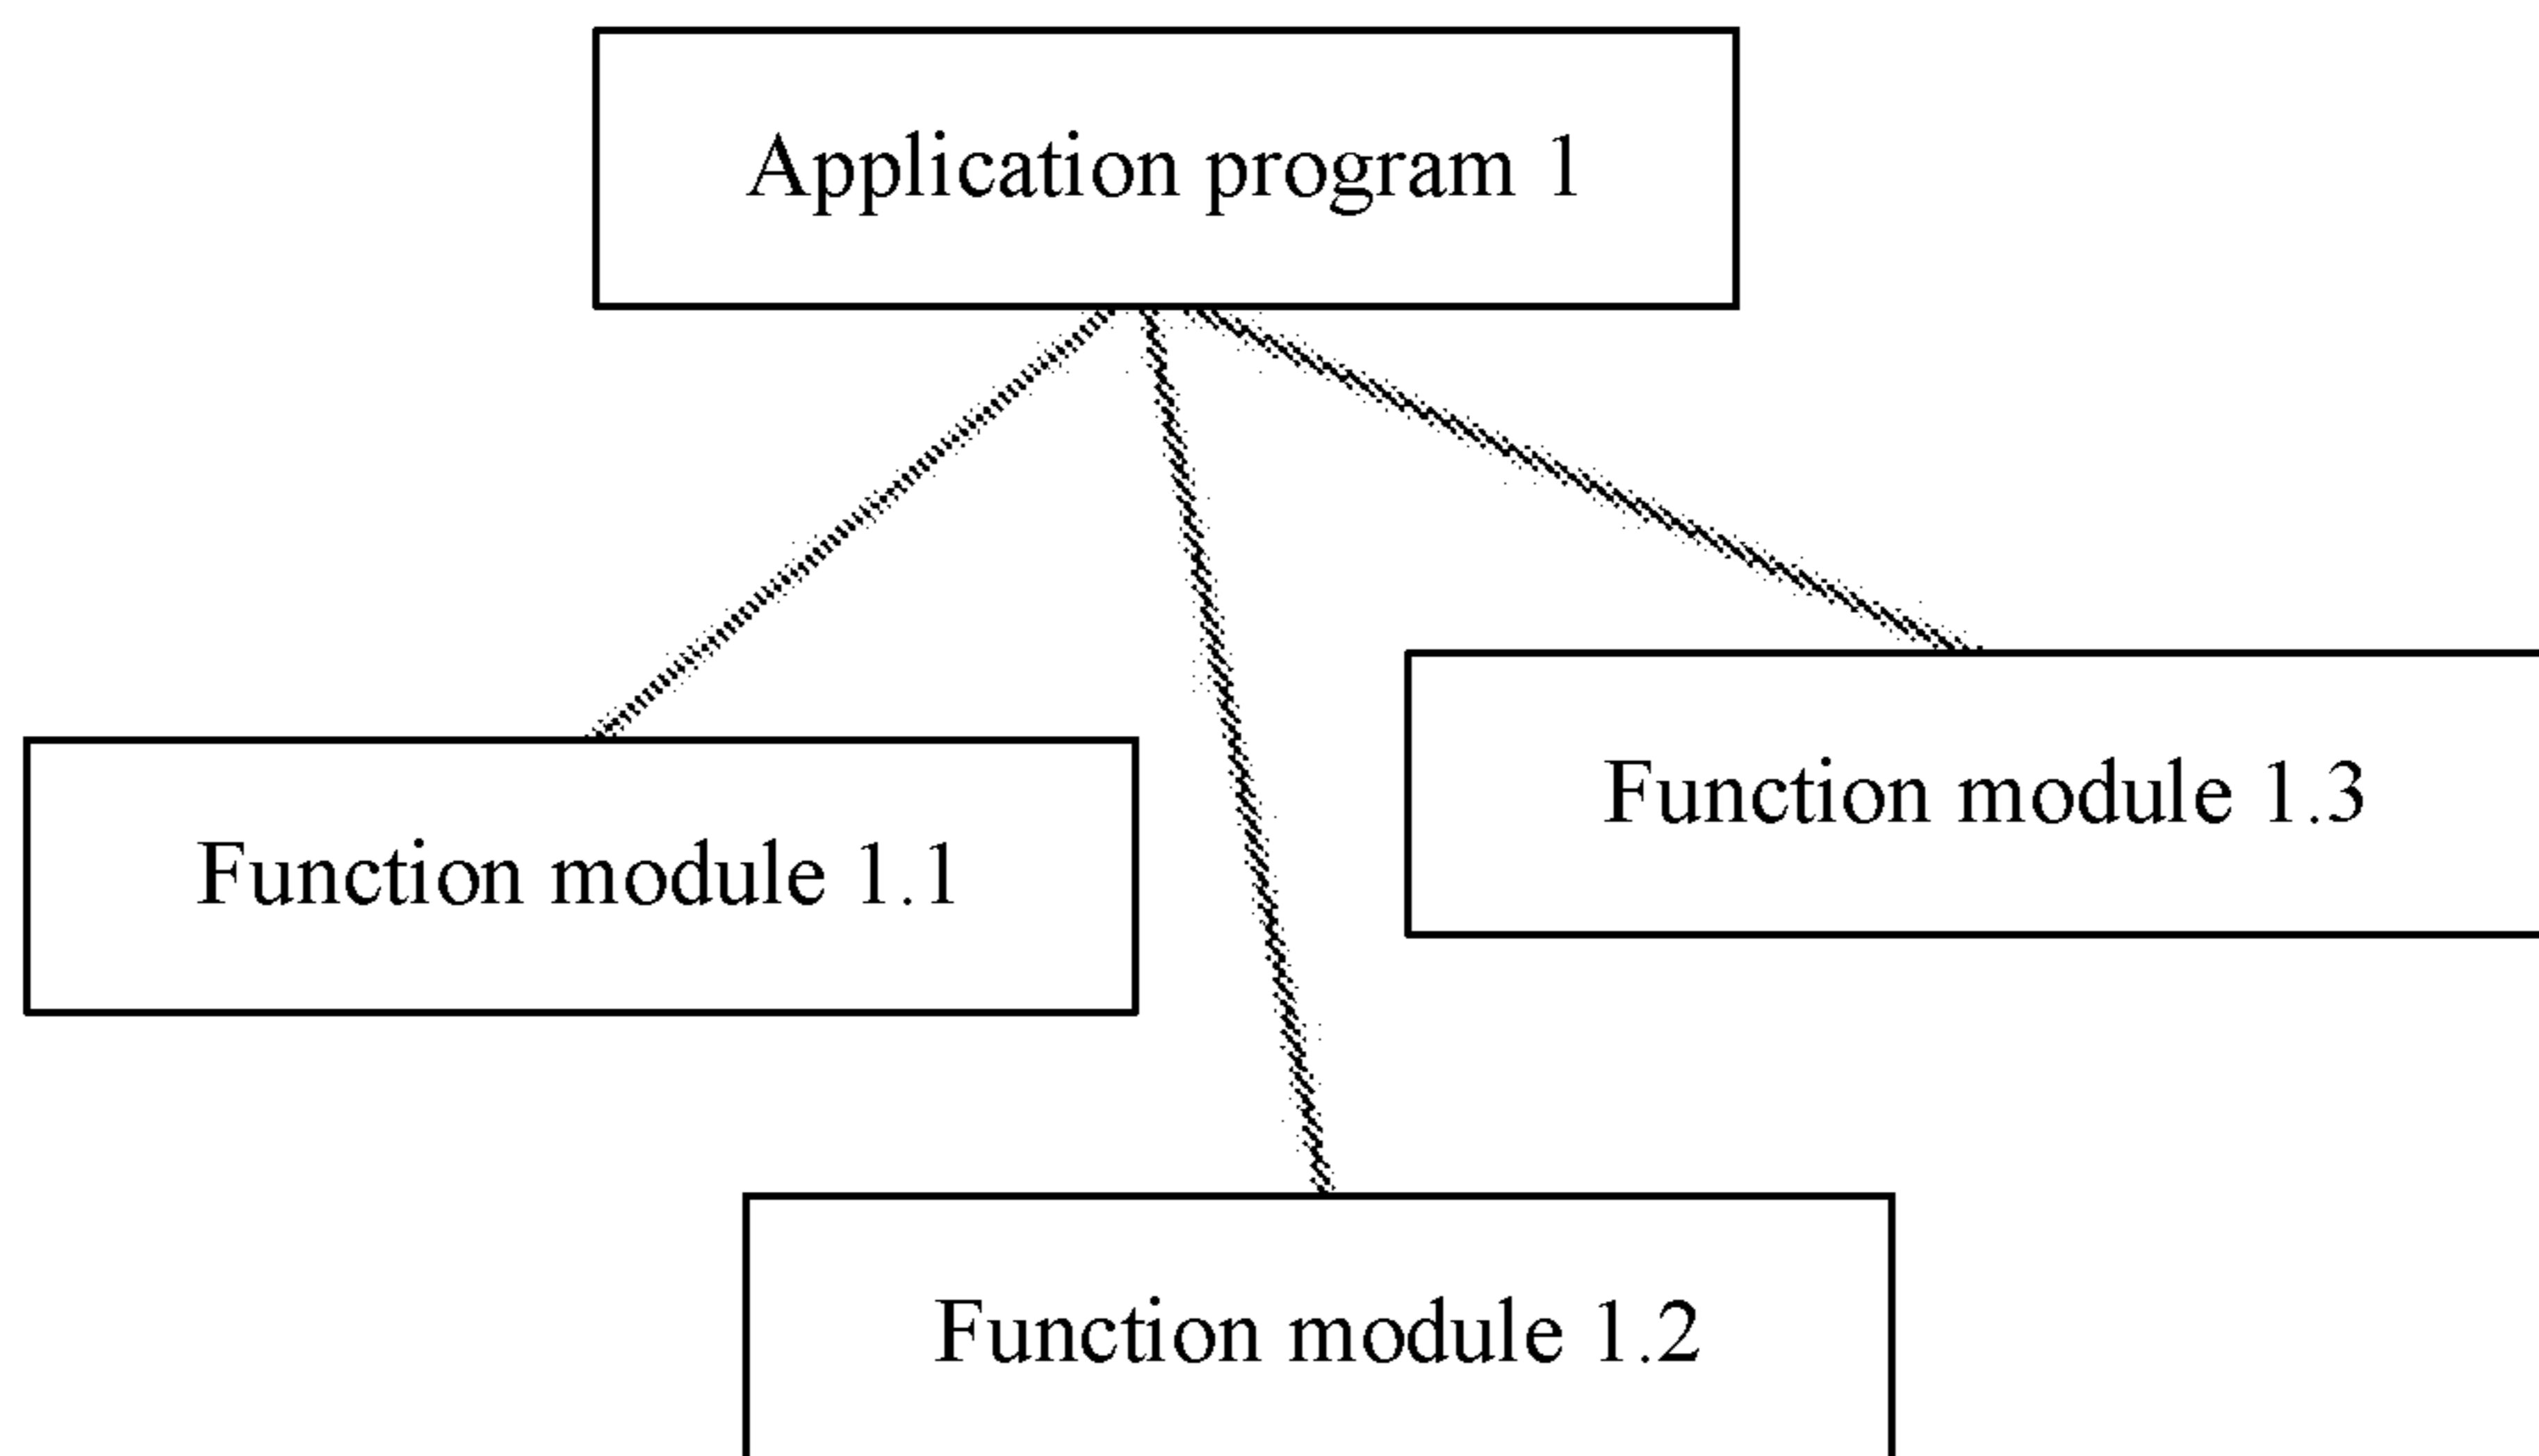 Application program 1
Function module 1.3
Function module 1.1
Function module 1.2